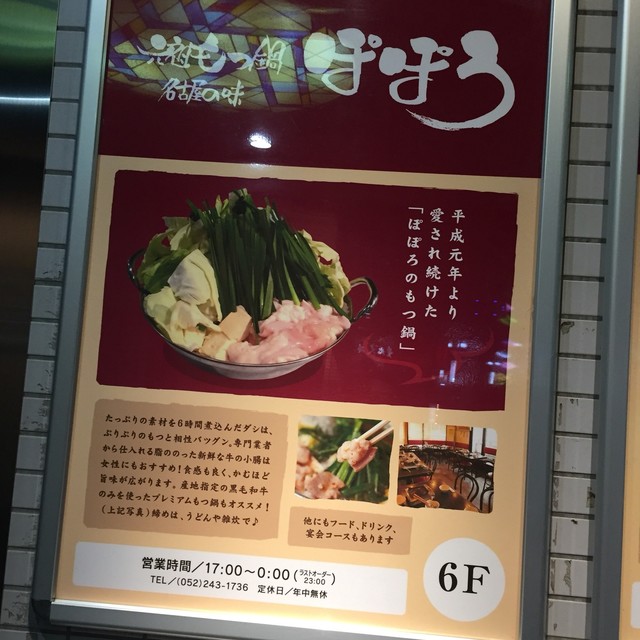 元祖もつ鍋
名古屋の味
ぽぽろ
平成元年より
愛され続けた
「ぽぽろのもつ鍋」
たっぷりの素材を6時間煮込んだダシは、
ぷりぷりのもつと相性バツグン。専門業者
から仕入れる脂ののった新鮮な牛の小腸は
女性にもおすすめ！食感も良く、かむほど
旨味が広がります。産地指定の黒毛和牛
のみを使ったプレミアムもつ鍋もオススメ！
（上記写真）締めは、うどんや雑炊で♪
他にもフード、ドリンク、
宴会コースもあります
営業時間／17:00〜0:00（ラストオーダー 23:00）
TEL／(052)243-1736 定休日／年中無休
6F